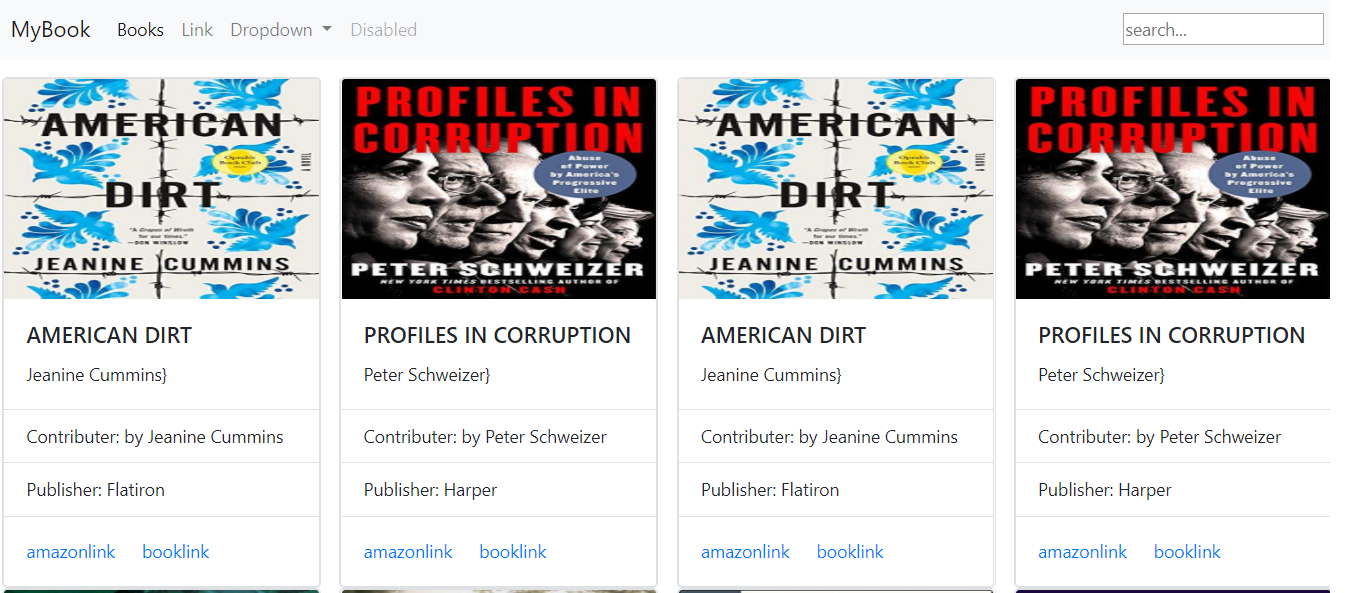 MyBook Books Link Dropdown Disabled search...
AMERICAN
Oprah's
Book Club
A NOVEL
DIRT
"A Grapes of Wrath
for our times."
—DON WINSLOW
JEANINE CUMMINS
PROFILES IN
CORRUPTION
Abuse
of Power
by America's
Progressive
Elite
PETER SCHWEIZER
NEW YORK TIMES BESTSELLING AUTHOR OF
CLINTON CASH
AMERICAN
Oprah's
Book Club
A NOVEL
DIRT
"A Grapes of Wrath
for our times."
—DON WINSLOW
JEANINE CUMMINS
PROFILES IN
CORRUPTION
Abuse
of Power
by America's
Progressive
Elite
PETER SCHWEIZER
NEW YORK TIMES BESTSELLING AUTHOR OF
CLINTON CASH
AMERICAN DIRT
Jeanine Cummins}
Contributer: by Jeanine Cummins
Publisher: Flatiron
amazonlink booklink
PROFILES IN CORRUPTION
Peter Schweizer}
Contributer: by Peter Schweizer
Publisher: Harper
amazonlink booklink
AMERICAN DIRT
Jeanine Cummins}
Contributer: by Jeanine Cummins
Publisher: Flatiron
amazonlink booklink
PROFILES IN CORRUPTION
Peter Schweizer}
Contributer: by Peter Schweizer
Publisher: Harper
amazonlink booklink